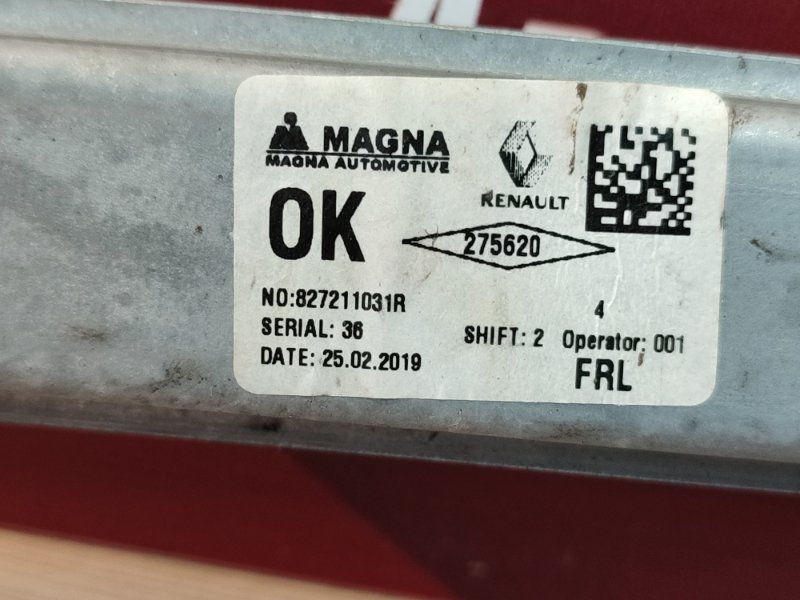 MAGNA
MAGNA AUTOMOTIVE
RENAULT
OK
275620
NO:827211031R
4
SERIAL: 36
SHIFT: 2 Operator: 001
DATE: 25.02.2019
FRL